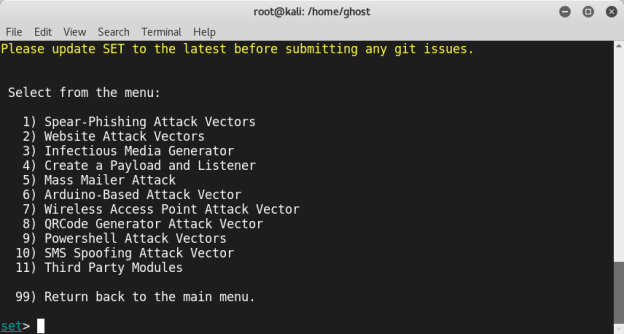 root@kali: /home/ghost
File Edit View Search Terminal Help
Please update SET to the latest before submitting any git issues.
Select from the menu:
1) Spear-Phishing Attack Vectors
2) Website Attack Vectors
3) Infectious Media Generator
4) Create a Payload and Listener
5) Mass Mailer Attack
6) Arduino-Based Attack Vector
7) Wireless Access Point Attack Vector
8) QRCode Generator Attack Vector
9) Powershell Attack Vectors
10) SMS Spoofing Attack Vector
11) Third Party Modules
99) Return back to the main menu.
set>